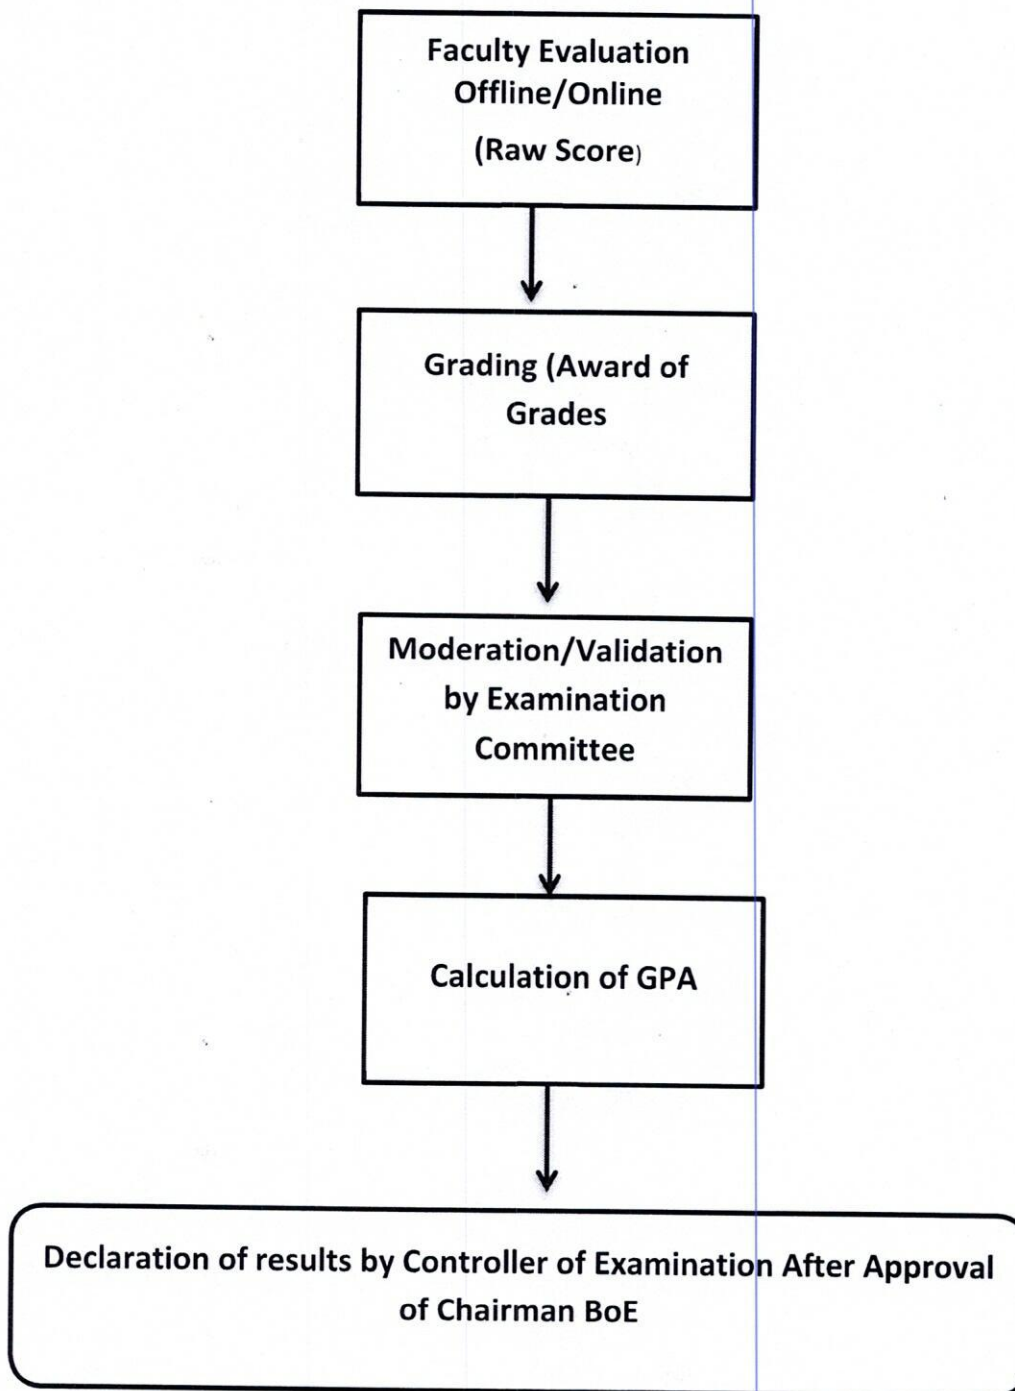 Faculty Evaluation
Offline/Online
(Raw Score)
Grading (Award of
Grades
Moderation/Validation
by Examination
Committee
Calculation of GPA
Declaration of results by Controller of Examination After Approval
of Chairman BoE